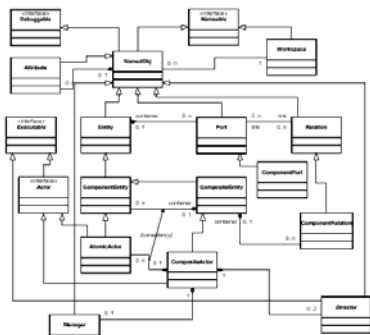 «Interface»
Debuggable
«Interface»
Nameable
NamedObj
Workspace
Attribute
0..n
0..1
0..n
1
«Interface»
Executable
Entity
container
0..1
0..n
Port
0..n
link
0..n
Relation
«Interface»
Actor
ComponentEntity
CompositeEntity
ComponentPort
container
0..n
0..1
container
0..1
0..n
ComponentRelation
AtomicActor
CompositeActor
0..n
0..1
1
1
Manager
0..1
1
0..2
Director